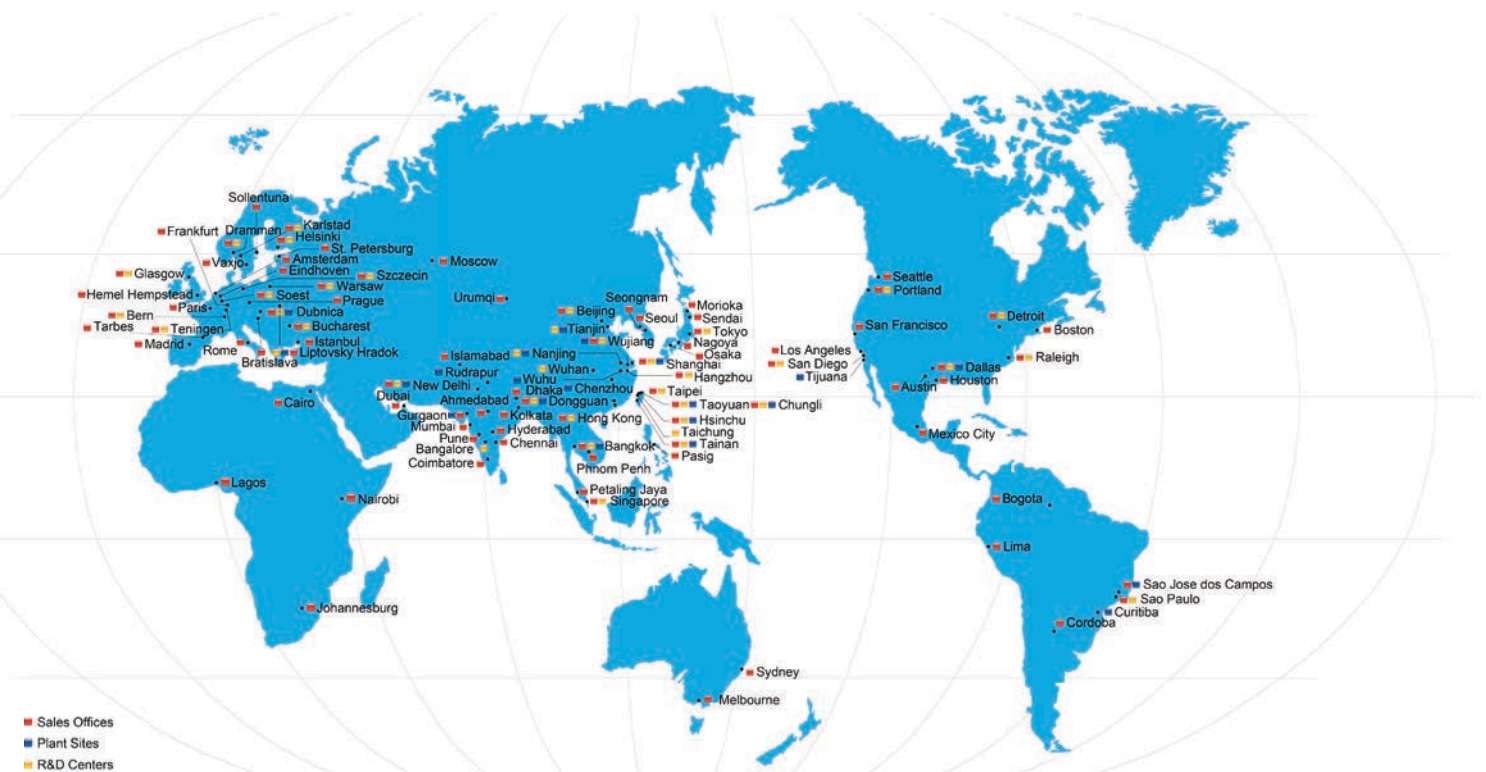 Sollentuna
Frankfurt
Drammen
Karlstad
Helsinki
St. Petersburg
Vaxjo
Amsterdam
Eindhoven
Moscow
Glasgow
Szczecin
Warsaw
Hemel Hempstead
Soest
Prague
Paris
Bern
Dubnica
Tarbes
Teningen
Bucharest
Madrid
Rome
Istanbul
Bratislava
Liptovsky Hradok
Urumqi
Seongnam
Beijing
Seoul
Morioka
Sendai
Tianjin
Tokyo
Wujiang
Nagoya
Osaka
Islamabad
Nanjing
Shanghai
Rudrapur
Wuhan
Hangzhou
Wuhu
New Delhi
Chenzhou
Dhaka
Taipei
Dubai
Ahmedabad
Dongguan
Taoyuan
Chungli
Cairo
Gurgaon
Kolkata
Hong Kong
Hsinchu
Mumbai
Hyderabad
Taichung
Pune
Chennai
Bangkok
Tainan
Bangalore
Pasig
Coimbatore
Phnom Penh
Petaling Jaya
Singapore
Lagos
Nairobi
Johannesburg
Sydney
Melbourne
Seattle
Portland
Detroit
San Francisco
Boston
Los Angeles
Raleigh
San Diego
Dallas
Tijuana
Houston
Austin
Mexico City
Bogota
Lima
Sao Jose dos Campos
Sao Paulo
Curitiba
Cordoba
Sales Offices
Plant Sites
R&D Centers